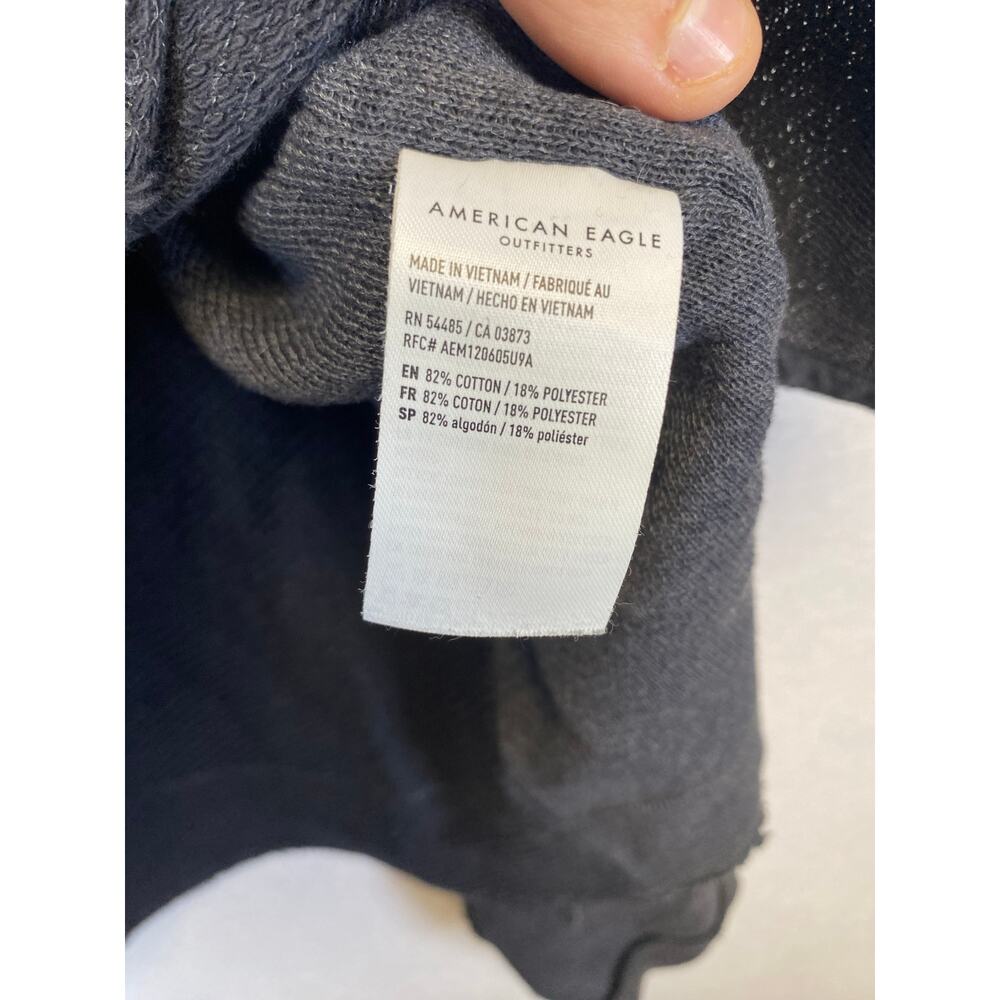 AMERICAN EAGLE
OUTFITTERS
MADE IN VIETNAM / FABRIQUÉ AU
VIETNAM / HECHO EN VIETNAM
RN 54485 / CA 03873
RFC# AEM120605U9A
EN 82% COTTON / 18% POLYESTER
FR 82% COTON / 18% POLYESTER
SP 82% algodón / 18% poliéster